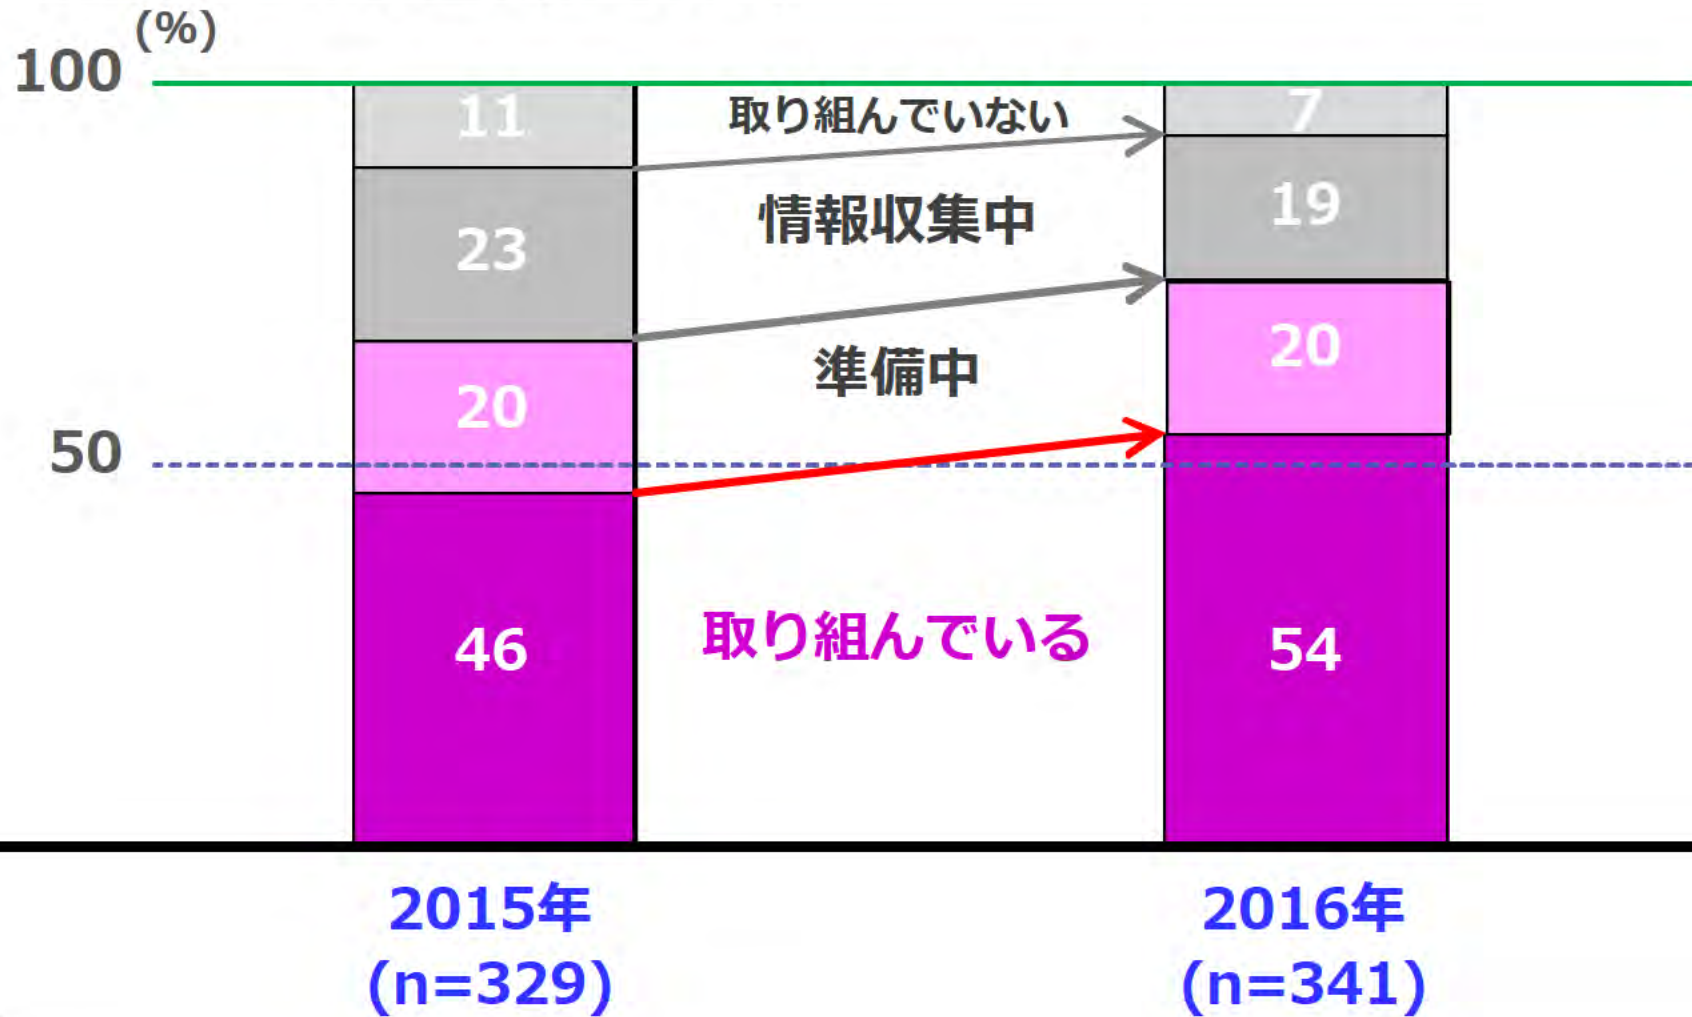 (%)
100
11
取り組んでいない
7
情報収集中
19
23
準備中
20
20
50
取り組んでいる
46
54
2015年
2016年
(n=329)
(n=341)